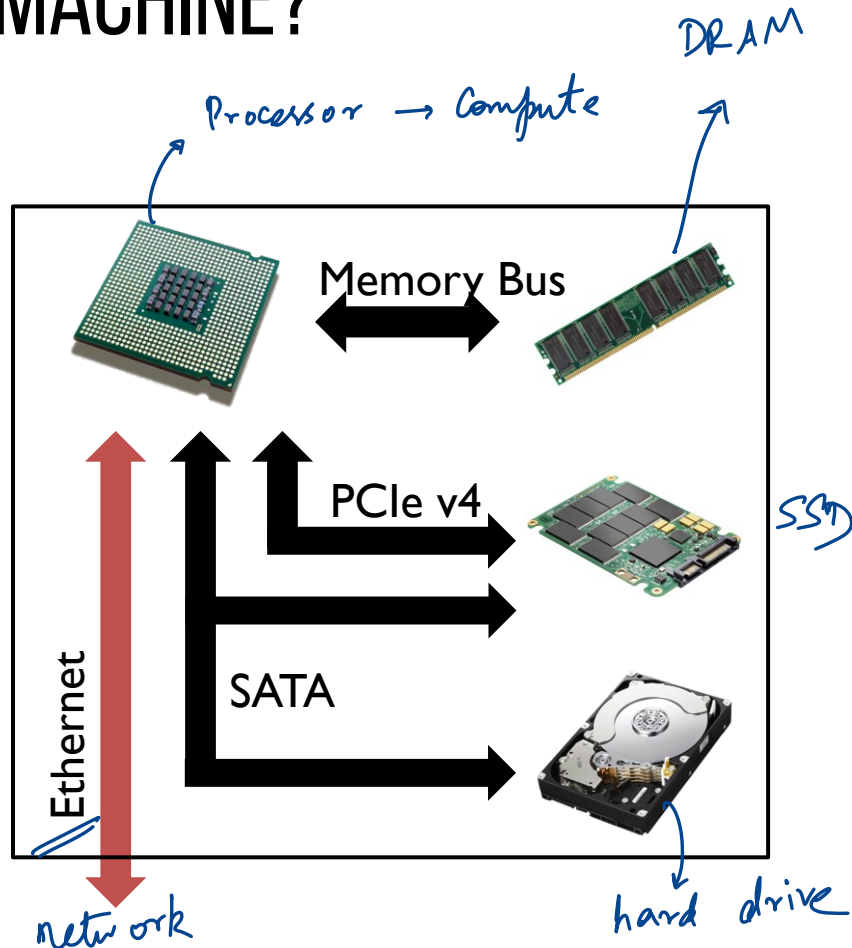 MACHINE?
DRAM
Processor → Compute
Memory Bus
PCIe v4
SSD
Ethernet
SATA
network
hard drive